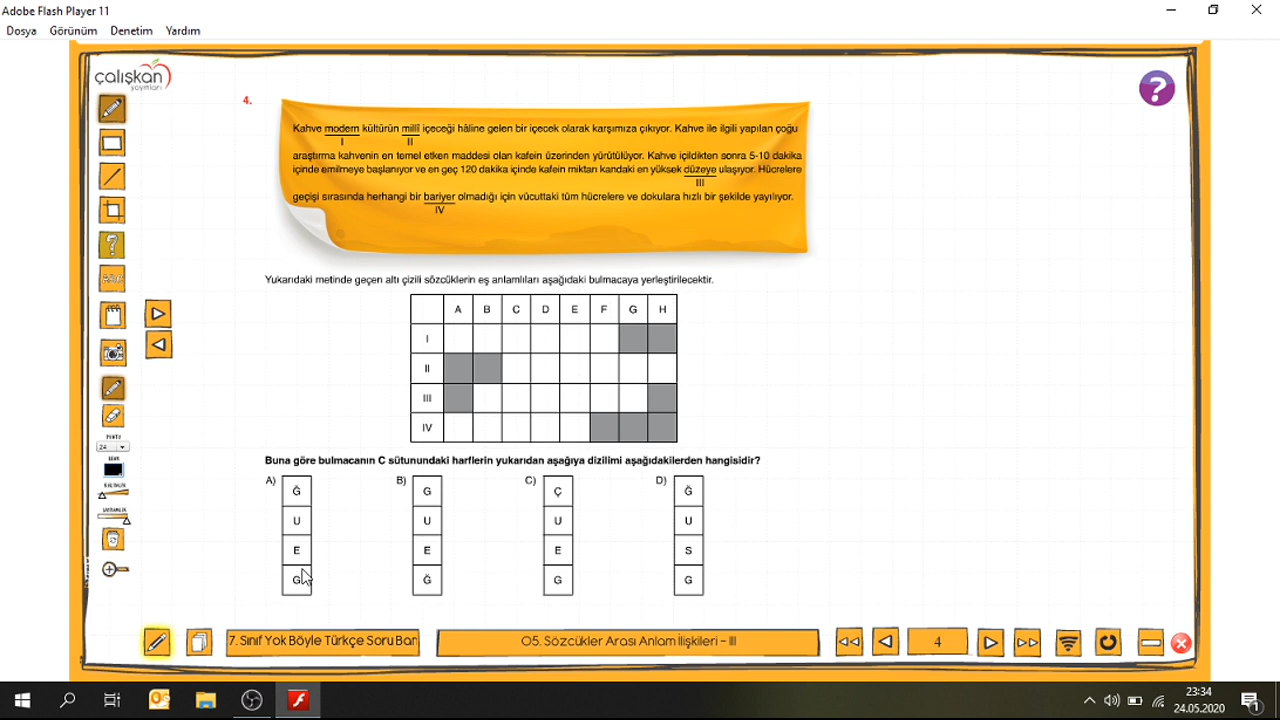 Adobe Flash Player 11
Dosya Görünüm Denetim Yardım
çalışkan
yayınları
4.
Kahve modern kültürün millî içeceği hâline gelen bir içecek olarak karşımıza çıkıyor. Kahve ile ilgili yapılan çoğu
I II
araştırma kahvenin en temel etken maddesi olan kafein üzerinden yürütülüyor. Kahve içildikten sonra 5-10 dakika
içinde emilmeye başlanıyor ve en geç 120 dakika içinde kafein miktarı kandaki en yüksek düzeye ulaşıyor. Hücrelere
III
geçişi sırasında herhangi bir bariyer olmadığı için vücuttaki tüm hücrelere ve dokulara hızlı bir şekilde yayılıyor.
IV
Yukarıdaki metinde geçen altı çizili sözcüklerin eş anlamlıları aşağıdaki bulmacaya yerleştirilecektir.
A B C D E F G H
I
II
III
IV
Buna göre bulmacanın C sütunundaki harflerin yukarıdan aşağıya dizilimi aşağıdakilerden hangisidir?
A) B) C) D)
Ğ G Ç Ğ
U U U U
E E E S
G Ğ G G
24
7. Sınıf Yok Böyle Türkçe Soru Ban
05. Sözcükler Arası Anlam İlişkileri - III
4
23:34
24.05.2020
1